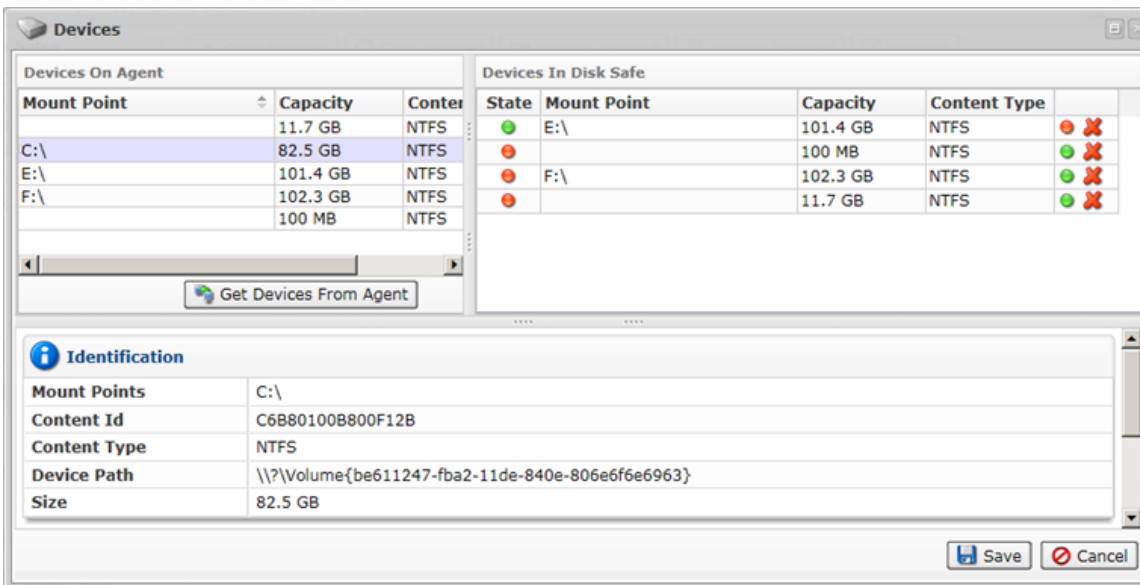 Devices
Devices On Agent
Mount Point Capacity Conter
11.7 GB NTFS
C:\ 82.5 GB NTFS
E:\ 101.4 GB NTFS
F:\ 102.3 GB NTFS
100 MB NTFS
Get Devices From Agent
Devices In Disk Safe
State Mount Point Capacity Content Type
E:\ 101.4 GB NTFS
100 MB NTFS
F:\ 102.3 GB NTFS
11.7 GB NTFS
Identification
Mount Points C:\
Content Id C6B80100B800F12B
Content Type NTFS
Device Path \\?\Volume{be611247-fba2-11de-840e-806e6f6e6963}
Size 82.5 GB
Save Cancel